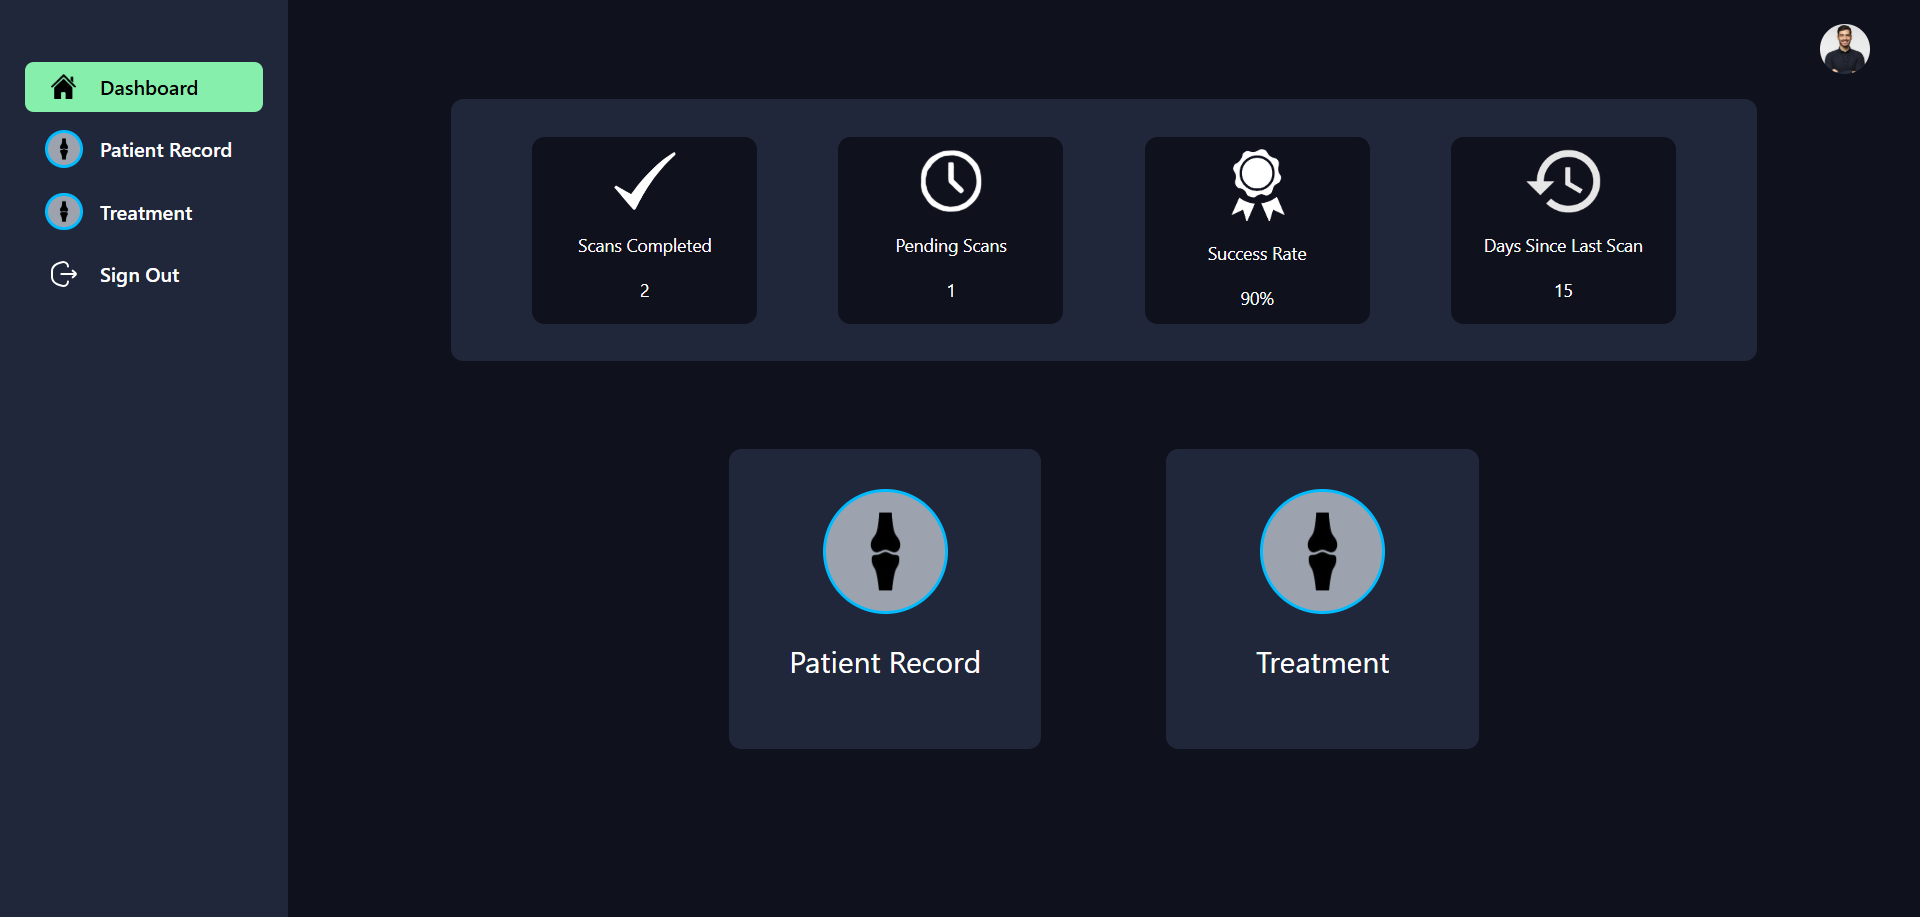 Dashboard
Patient Record
Treatment
Sign Out
Scans Completed
2
Pending Scans
1
Success Rate
90%
Days Since Last Scan
15
Patient Record
Treatment